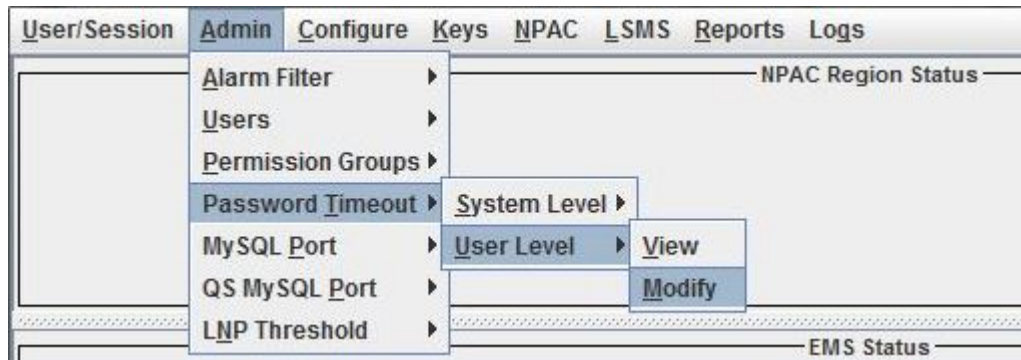 User/Session Admin Configure Keys NPAC LSMS Reports Logs
NPAC Region Status
Alarm Filter
Users
Permission Groups
Password Timeout
System Level
MySQL Port
User Level
View
QS MySQL Port
Modify
LNP Threshold
EMS Status